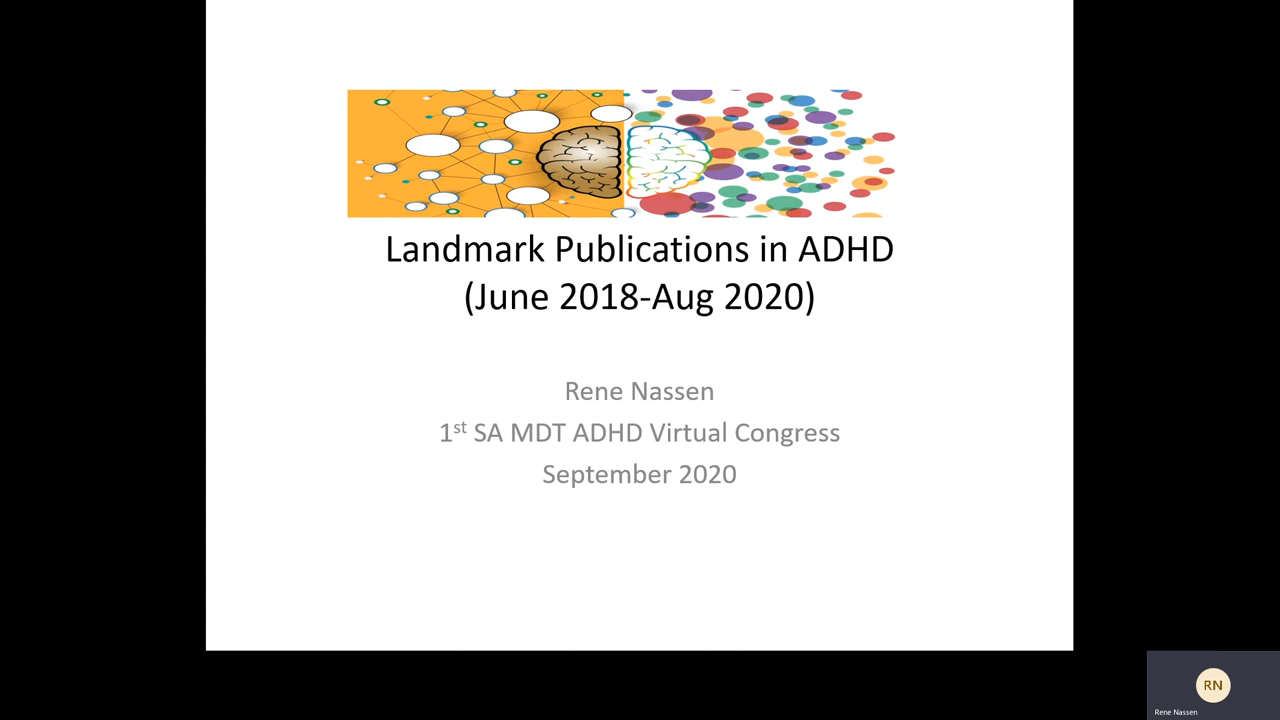 Landmark Publications in ADHD
(June 2018-Aug 2020)
Rene Nassen
1st SA MDT ADHD Virtual Congress
September 2020
RN
Rene Nassen